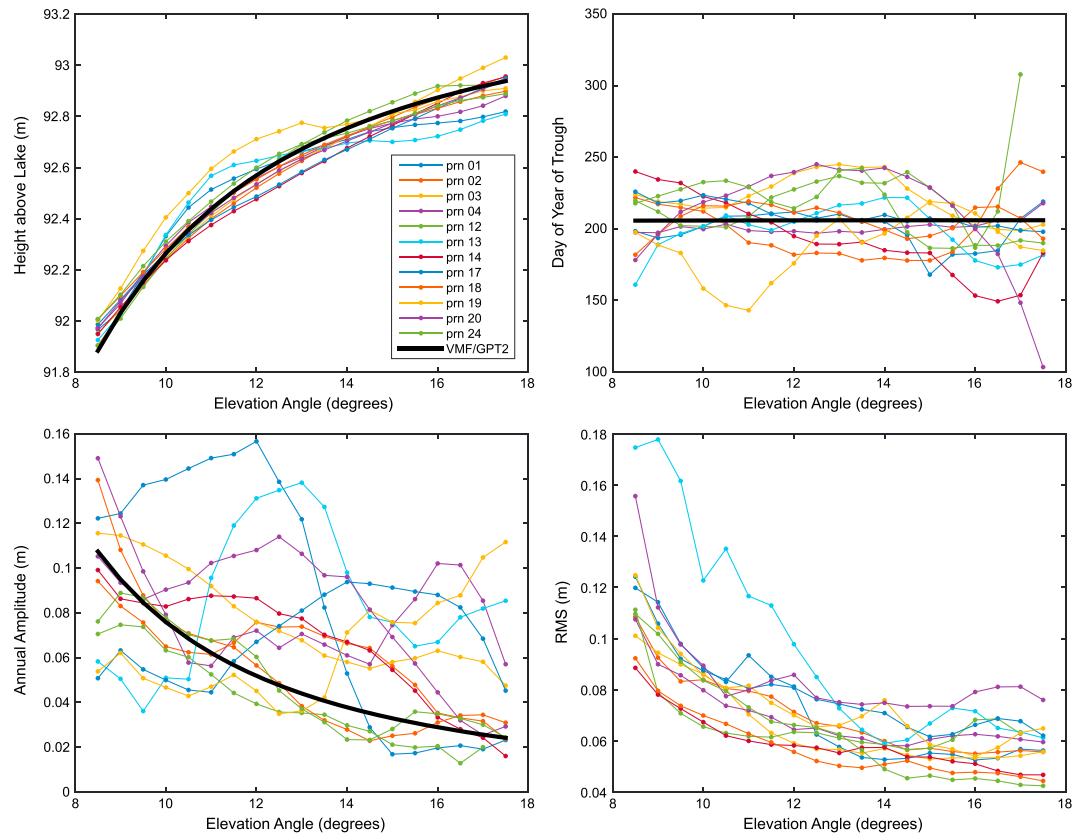 93.2
93
92.8
92.6
92.4
92.2
92
91.8
Height above Lake (m)
8 10 12 14 16 18
Elevation Angle (degrees)
prn 01
prn 02
prn 03
prn 04
prn 12
prn 13
prn 14
prn 17
prn 18
prn 19
prn 20
prn 24
VMF/GPT2
350
300
250
200
150
100
Day of Year of Trough
8 10 12 14 16 18
Elevation Angle (degrees)
0.16
0.14
0.12
0.1
0.08
0.06
0.04
0.02
0
Annual Amplitude (m)
8 10 12 14 16 18
Elevation Angle (degrees)
0.18
0.16
0.14
0.12
0.1
0.08
0.06
0.04
RMS (m)
8 10 12 14 16 18
Elevation Angle (degrees)